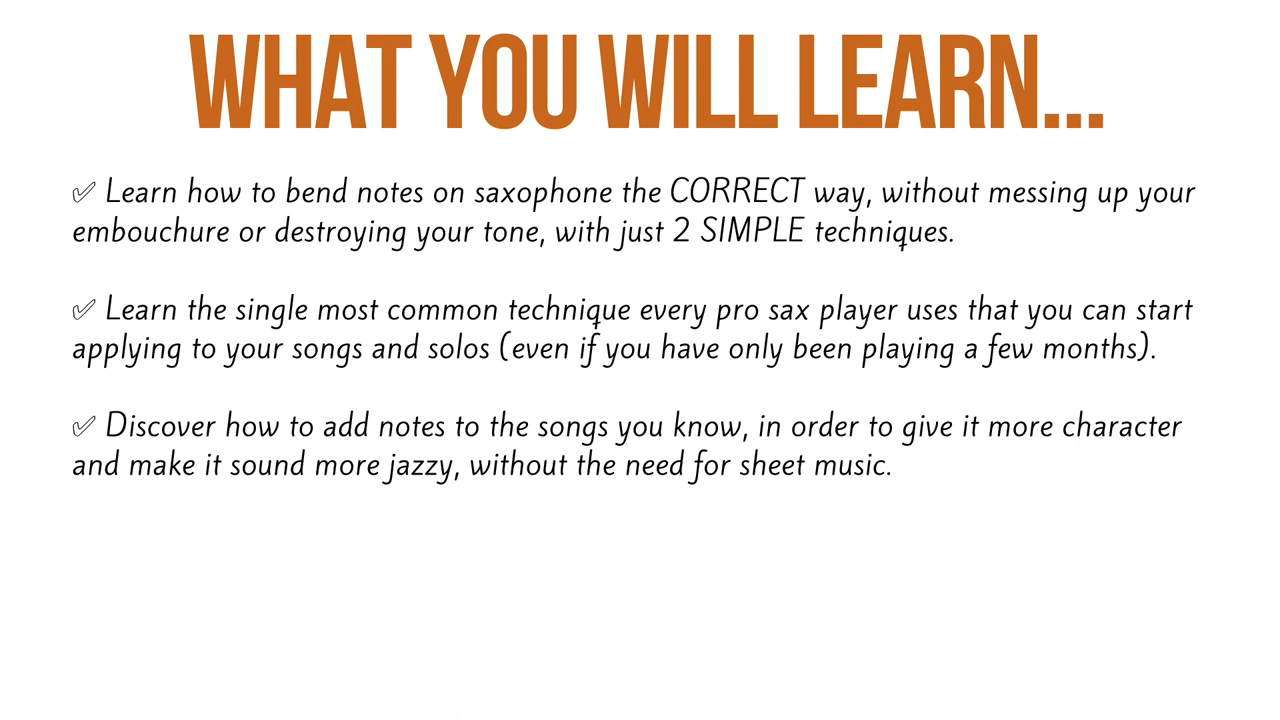 WHAT YOU WILL LEARN...
✅ Learn how to bend notes on saxophone the CORRECT way, without messing up your
embouchure or destroying your tone, with just 2 SIMPLE techniques.
✅ Learn the single most common technique every pro sax player uses that you can start
applying to your songs and solos (even if you have only been playing a few months).
✅ Discover how to add notes to the songs you know, in order to give it more character
and make it sound more jazzy, without the need for sheet music.